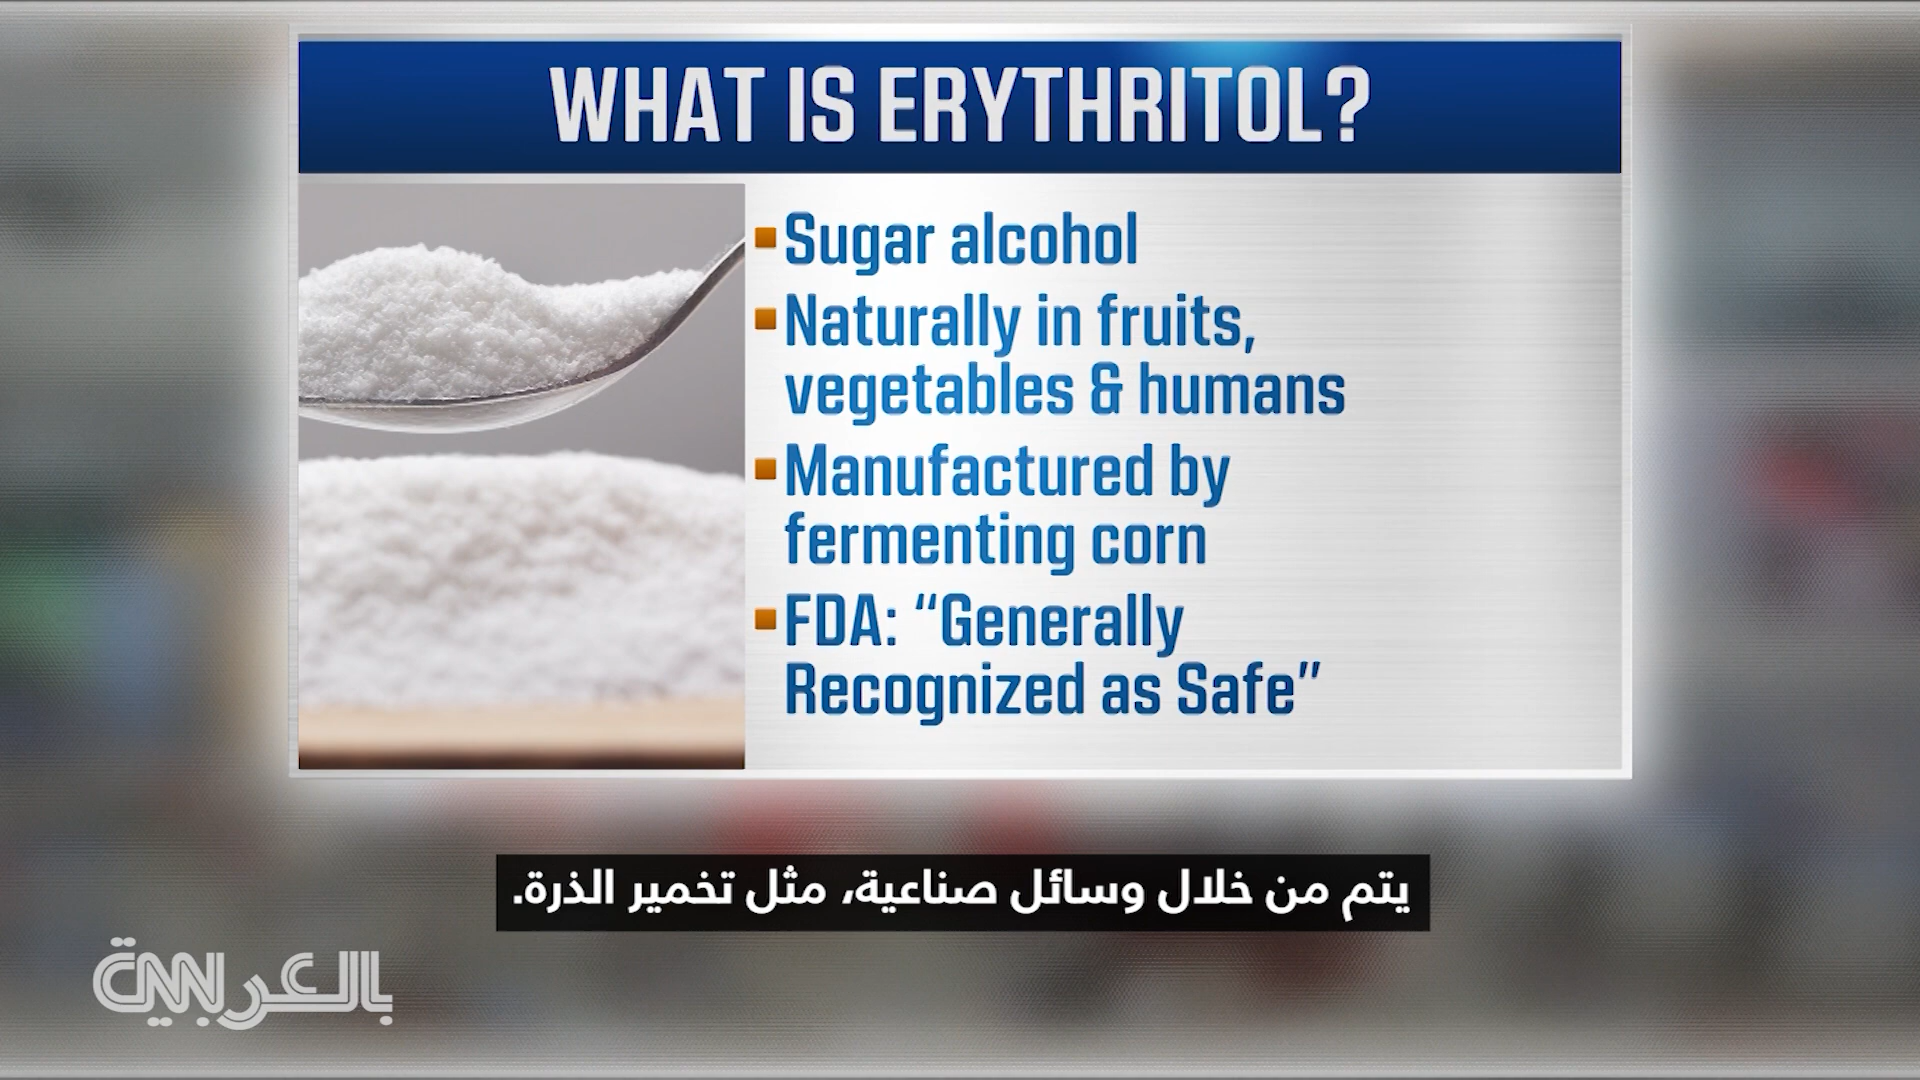 WHAT IS ERYTHRITOL?
Sugar alcohol
Naturally in fruits,
vegetables & humans
Manufactured by
fermenting corn
FDA: “Generally
Recognized as Safe”
يتم من خلال وسائل صناعية، مثل تخمير الذرة.
CNN بالعربية